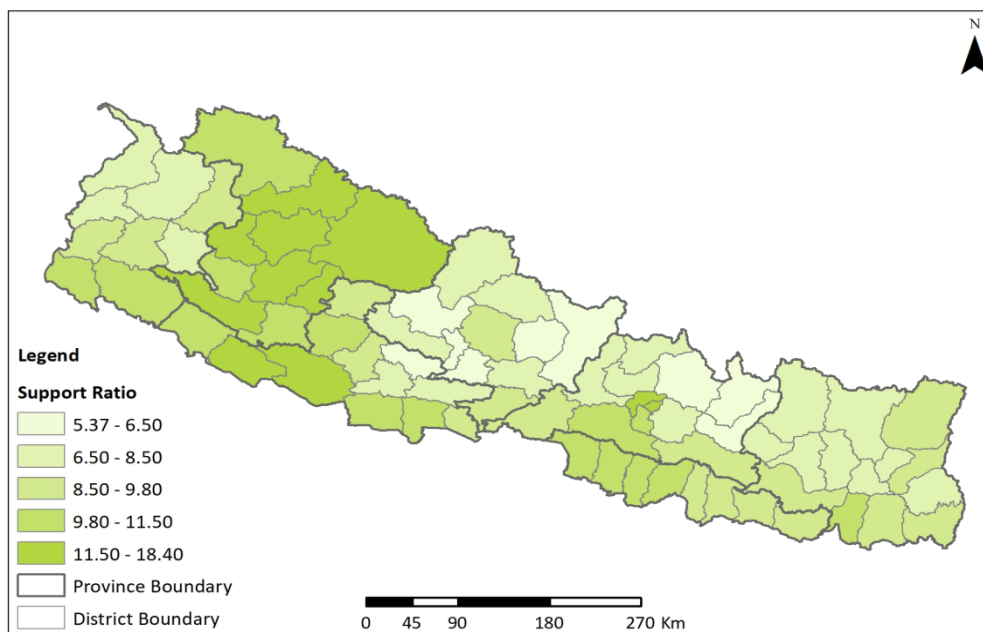 N
Legend
Support Ratio
5.37 - 6.50
6.50 - 8.50
8.50 - 9.80
9.80 - 11.50
11.50 - 18.40
Province Boundary
District Boundary
0 45 90 180 270 Km